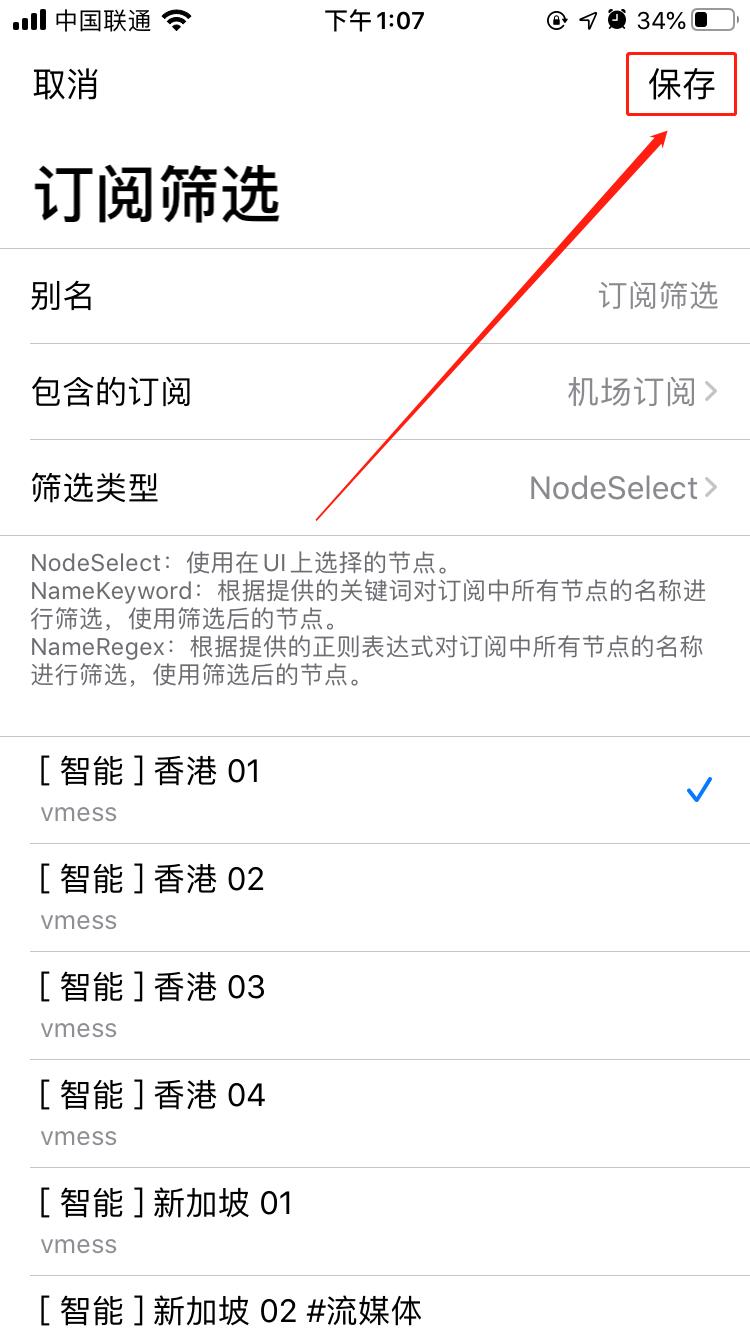 中国联通 下午1:07 34%
取消 保存
订阅筛选
别名 订阅筛选
包含的订阅 机场订阅
筛选类型 NodeSelect
NodeSelect：使用在UI上选择的节点。
NameKeyword：根据提供的关键词对订阅中所有节点的名称进
行筛选，使用筛选后的节点。
NameRegex：根据提供的正则表达式对订阅中所有节点的名称
进行筛选，使用筛选后的节点。
[ 智能 ] 香港 01
vmess
[ 智能 ] 香港 02
vmess
[ 智能 ] 香港 03
vmess
[ 智能 ] 香港 04
vmess
[ 智能 ] 新加坡 01
vmess
[ 智能 ] 新加坡 02 #流媒体